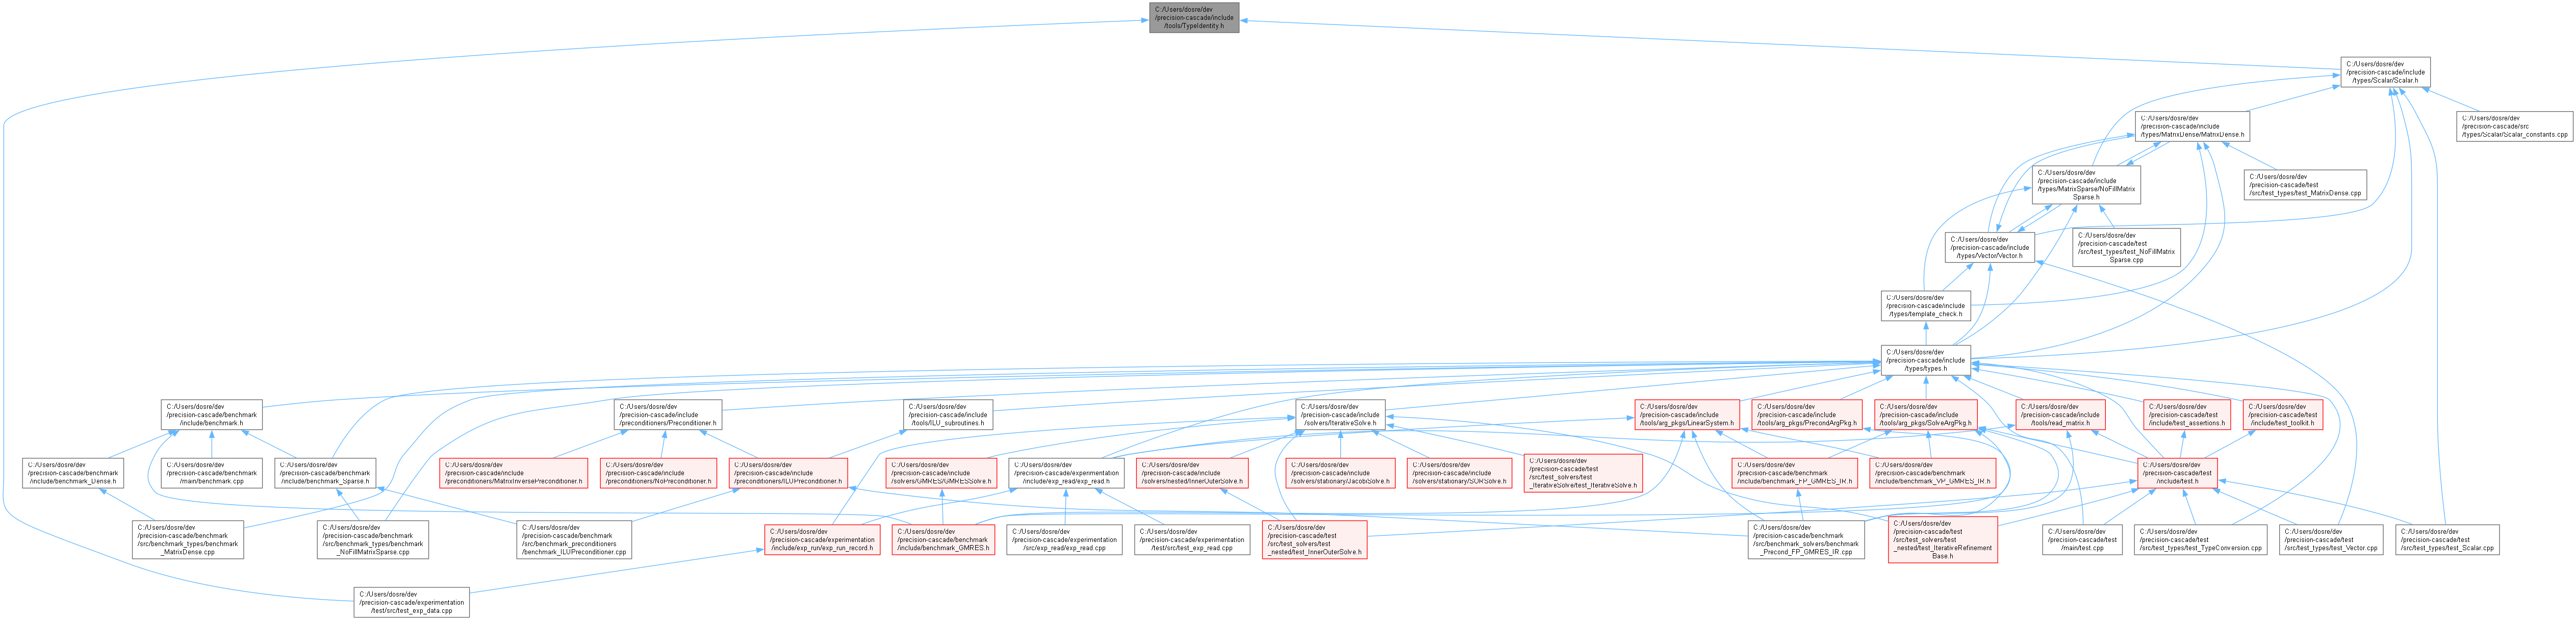 C:/Users/dosre/dev
/precision-cascade/include
/tools/TypeIdentity.h
C:/Users/dosre/dev
/precision-cascade/include
/types/Scalar/Scalar.h
C:/Users/dosre/dev
/precision-cascade/include
/types/MatrixDense/MatrixDense.h
C:/Users/dosre/dev
/precision-cascade/src
/types/Scalar/Scalar_constants.cpp
C:/Users/dosre/dev
/precision-cascade/include
/types/MatrixSparse/NoFillMatrix
Sparse.h
C:/Users/dosre/dev
/precision-cascade/test
/src/test_types/test_MatrixDense.cpp
C:/Users/dosre/dev
/precision-cascade/include
/types/Vector/Vector.h
C:/Users/dosre/dev
/precision-cascade/test
/src/test_types/test_NoFillMatrix
Sparse.cpp
C:/Users/dosre/dev
/precision-cascade/include
/types/template_check.h
C:/Users/dosre/dev
/precision-cascade/include
/types/types.h
C:/Users/dosre/dev
/precision-cascade/benchmark
/include/benchmark.h
C:/Users/dosre/dev
/precision-cascade/include
/preconditioners/Preconditioner.h
C:/Users/dosre/dev
/precision-cascade/include
/tools/ILU_subroutines.h
C:/Users/dosre/dev
/precision-cascade/include
/solvers/IterativeSolve.h
C:/Users/dosre/dev
/precision-cascade/include
/tools/arg_pkgs/LinearSystem.h
C:/Users/dosre/dev
/precision-cascade/include
/tools/arg_pkgs/PrecondArgPkg.h
C:/Users/dosre/dev
/precision-cascade/include
/tools/arg_pkgs/SolveArgPkg.h
C:/Users/dosre/dev
/precision-cascade/include
/tools/read_matrix.h
C:/Users/dosre/dev
/precision-cascade/test
/include/test_assertions.h
C:/Users/dosre/dev
/precision-cascade/test
/include/test_toolkit.h
C:/Users/dosre/dev
/precision-cascade/benchmark
/include/benchmark_Dense.h
C:/Users/dosre/dev
/precision-cascade/benchmark
/main/benchmark.cpp
C:/Users/dosre/dev
/precision-cascade/benchmark
/include/benchmark_Sparse.h
C:/Users/dosre/dev
/precision-cascade/include
/preconditioners/MatrixInversePreconditioner.h
C:/Users/dosre/dev
/precision-cascade/include
/preconditioners/NoPreconditioner.h
C:/Users/dosre/dev
/precision-cascade/include
/preconditioners/ILUPreconditioner.h
C:/Users/dosre/dev
/precision-cascade/include
/solvers/GMRES/GMRESSolve.h
C:/Users/dosre/dev
/precision-cascade/experimentation
/include/exp_read/exp_read.h
C:/Users/dosre/dev
/precision-cascade/include
/solvers/nested/InnerOuterSolve.h
C:/Users/dosre/dev
/precision-cascade/include
/solvers/stationary/JacobiSolve.h
C:/Users/dosre/dev
/precision-cascade/include
/solvers/stationary/SORSolve.h
C:/Users/dosre/dev
/precision-cascade/test
/src/test_solvers/test
_IterativeSolve/test_IterativeSolve.h
C:/Users/dosre/dev
/precision-cascade/benchmark
/include/benchmark_FP_GMRES_IR.h
C:/Users/dosre/dev
/precision-cascade/benchmark
/include/benchmark_VP_GMRES_IR.h
C:/Users/dosre/dev
/precision-cascade/test
/include/test.h
C:/Users/dosre/dev
/precision-cascade/benchmark
/src/benchmark_types/benchmark
_MatrixDense.cpp
C:/Users/dosre/dev
/precision-cascade/benchmark
/src/benchmark_types/benchmark
_NoFillMatrixSparse.cpp
C:/Users/dosre/dev
/precision-cascade/benchmark
/src/benchmark_preconditioners
/benchmark_ILUPreconditioner.cpp
C:/Users/dosre/dev
/precision-cascade/experimentation
/include/exp_run/exp_run_record.h
C:/Users/dosre/dev
/precision-cascade/benchmark
/include/benchmark_GMRES.h
C:/Users/dosre/dev
/precision-cascade/experimentation
/src/exp_read/exp_read.cpp
C:/Users/dosre/dev
/precision-cascade/experimentation
/test/src/test_exp_read.cpp
C:/Users/dosre/dev
/precision-cascade/test
/src/test_solvers/test
_nested/test_InnerOuterSolve.h
C:/Users/dosre/dev
/precision-cascade/benchmark
/src/benchmark_solvers/benchmark
_Precond_FP_GMRES_IR.cpp
C:/Users/dosre/dev
/precision-cascade/test
/src/test_solvers/test
_nested/test_IterativeRefinement
Base.h
C:/Users/dosre/dev
/precision-cascade/test
/main/test.cpp
C:/Users/dosre/dev
/precision-cascade/test
/src/test_types/test_TypeConversion.cpp
C:/Users/dosre/dev
/precision-cascade/test
/src/test_types/test_Vector.cpp
C:/Users/dosre/dev
/precision-cascade/test
/src/test_types/test_Scalar.cpp
C:/Users/dosre/dev
/precision-cascade/experimentation
/test/src/test_exp_data.cpp